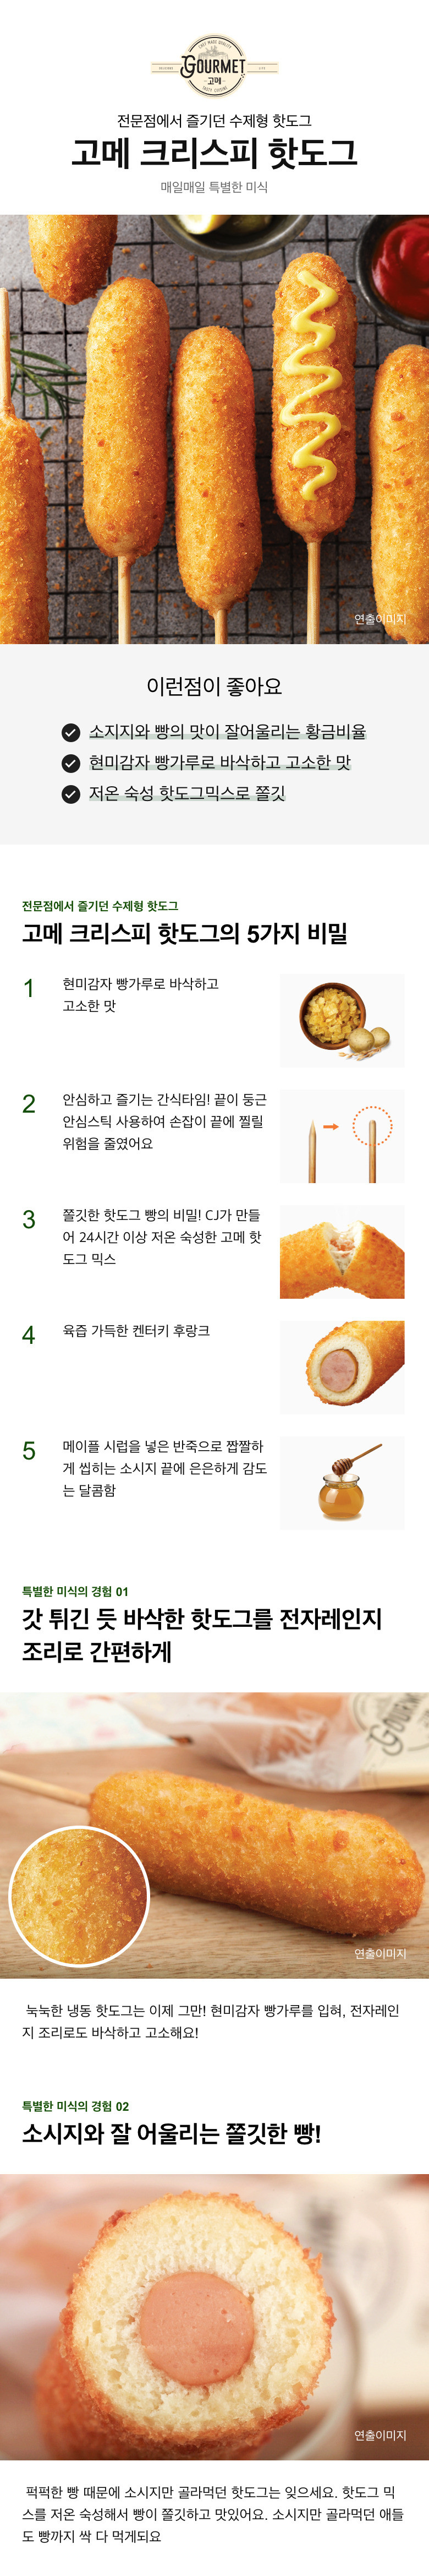 GOURMET
고메
전문점에서 즐기던 수제형 핫도그
고메 크리스피 핫도그
매일매일 특별한 미식
연출이미지
이런점이 좋아요
소지지와 빵의 맛이 잘어울리는 황금비율
현미감자 빵가루로 바삭하고 고소한 맛
저온 숙성 핫도그믹스로 쫄깃
전문점에서 즐기던 수제형 핫도그
고메 크리스피 핫도그의 5가지 비밀
1
현미감자 빵가루로 바삭하고
고소한 맛
2
안심하고 즐기는 간식타임! 끝이 둥근
안심스틱 사용하여 손잡이 끝에 찔릴
위험을 줄였어요
3
쫄깃한 핫도그 빵의 비밀! CJ가 만들
어 24시간 이상 저온 숙성한 고메 핫
도그 믹스
4
육즙 가득한 켄터키 후랑크
5
메이플 시럽을 넣은 반죽으로 짭짤하
게 씹히는 소시지 끝에 은은하게 감도
는 달콤함
특별한 미식의 경험 01
갓 튀긴 듯 바삭한 핫도그를 전자레인지
조리로 간편하게
GOURMET
연출이미지
눅눅한 냉동 핫도그는 이제 그만! 현미감자 빵가루를 입혀, 전자레인
지 조리로도 바삭하고 고소해요!
특별한 미식의 경험 02
소시지와 잘 어울리는 쫄깃한 빵!
연출이미지
퍽퍽한 빵 때문에 소시지만 골라먹던 핫도그는 잊으세요. 핫도그 믹
스를 저온 숙성해서 빵이 쫄깃하고 맛있어요. 소시지만 골라먹던 애들
도 빵까지 싹 다 먹게되요